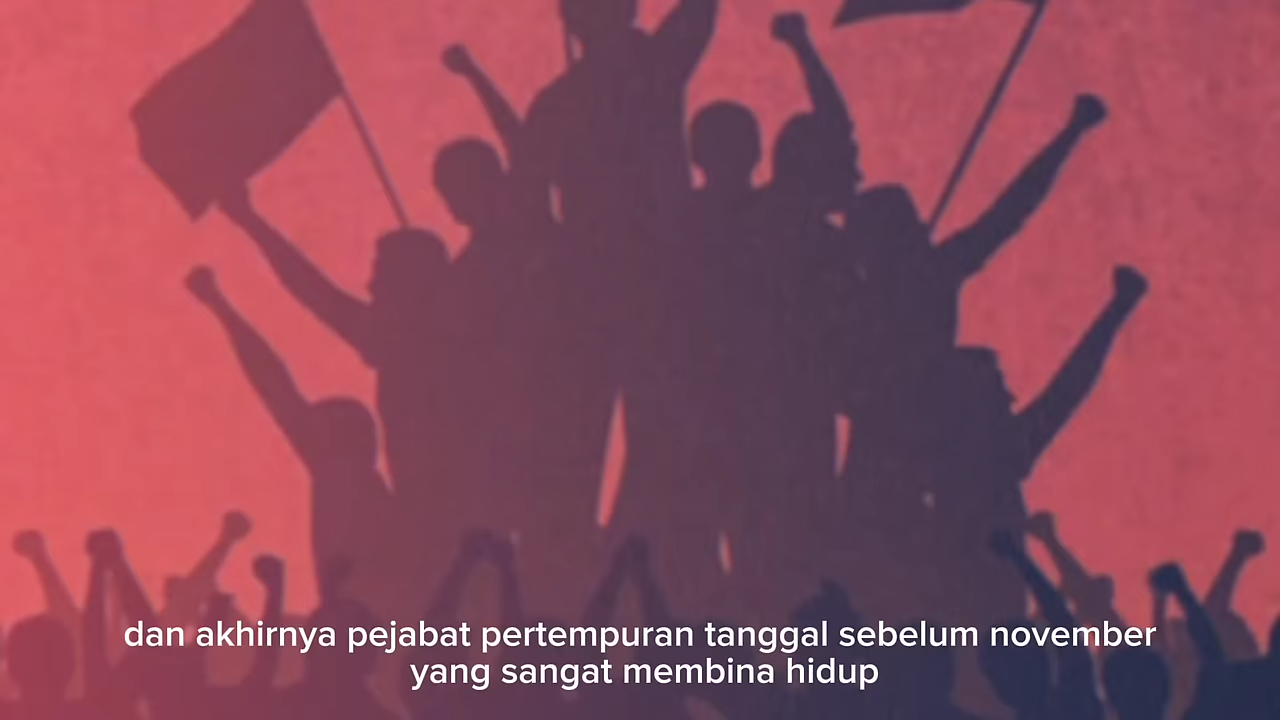 dan akhirnya pejabat pertempuran tanggal sebelum november
yang sangat membina hidup